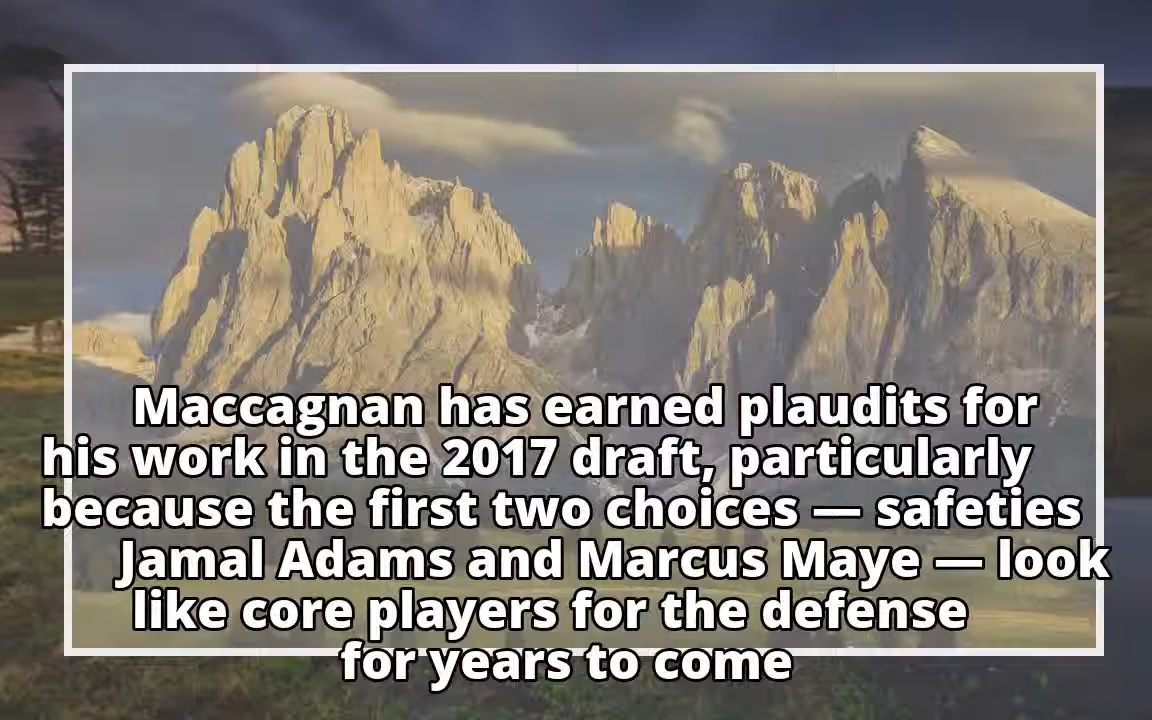 Maccagnan has earned plaudits for
his work in the 2017 draft, particularly
because the first two choices — safeties
Jamal Adams and Marcus Maye — look
like core players for the defense
for years to come